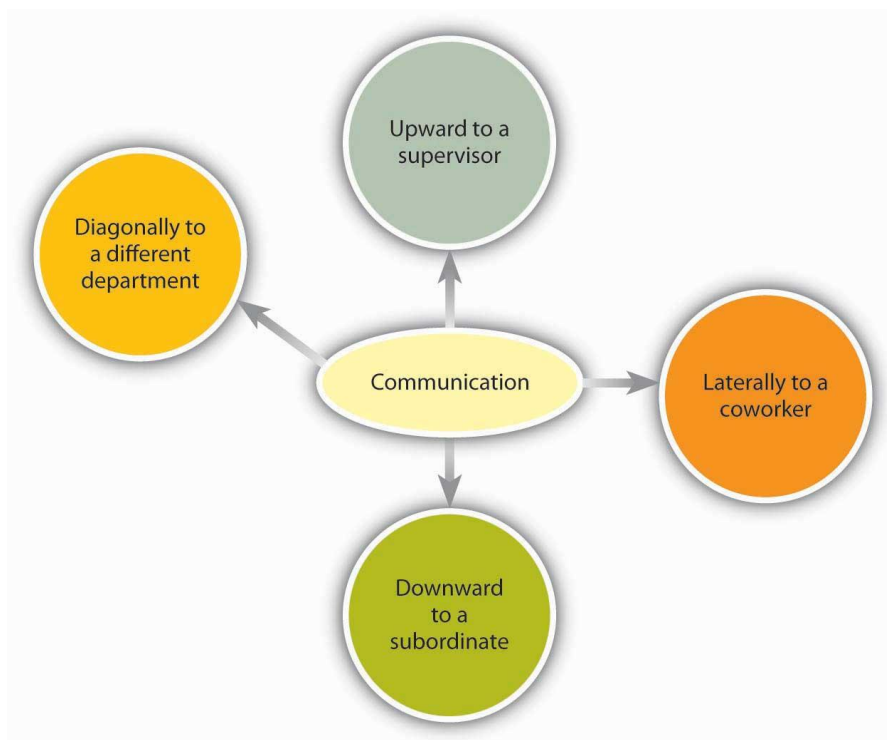 Upward to a
supervisor
Diagonally to
a different
department
Communication
Laterally to a
coworker
Downward
to a
subordinate